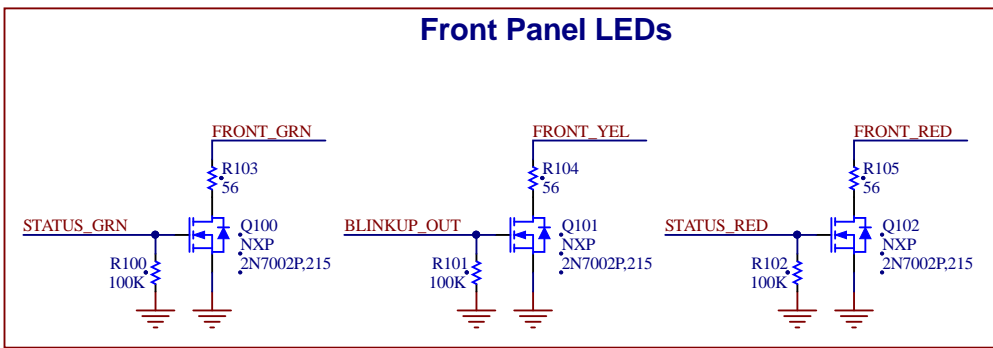 Front Panel LEDs
FRONT_GRN
R103
56
STATUS_GRN
Q100
NXP
2N7002P,215
R100
100K
FRONT_YEL
R104
56
BLINKUP_OUT
Q101
NXP
2N7002P,215
R101
100K
FRONT_RED
R105
56
STATUS_RED
Q102
NXP
2N7002P,215
R102
100K